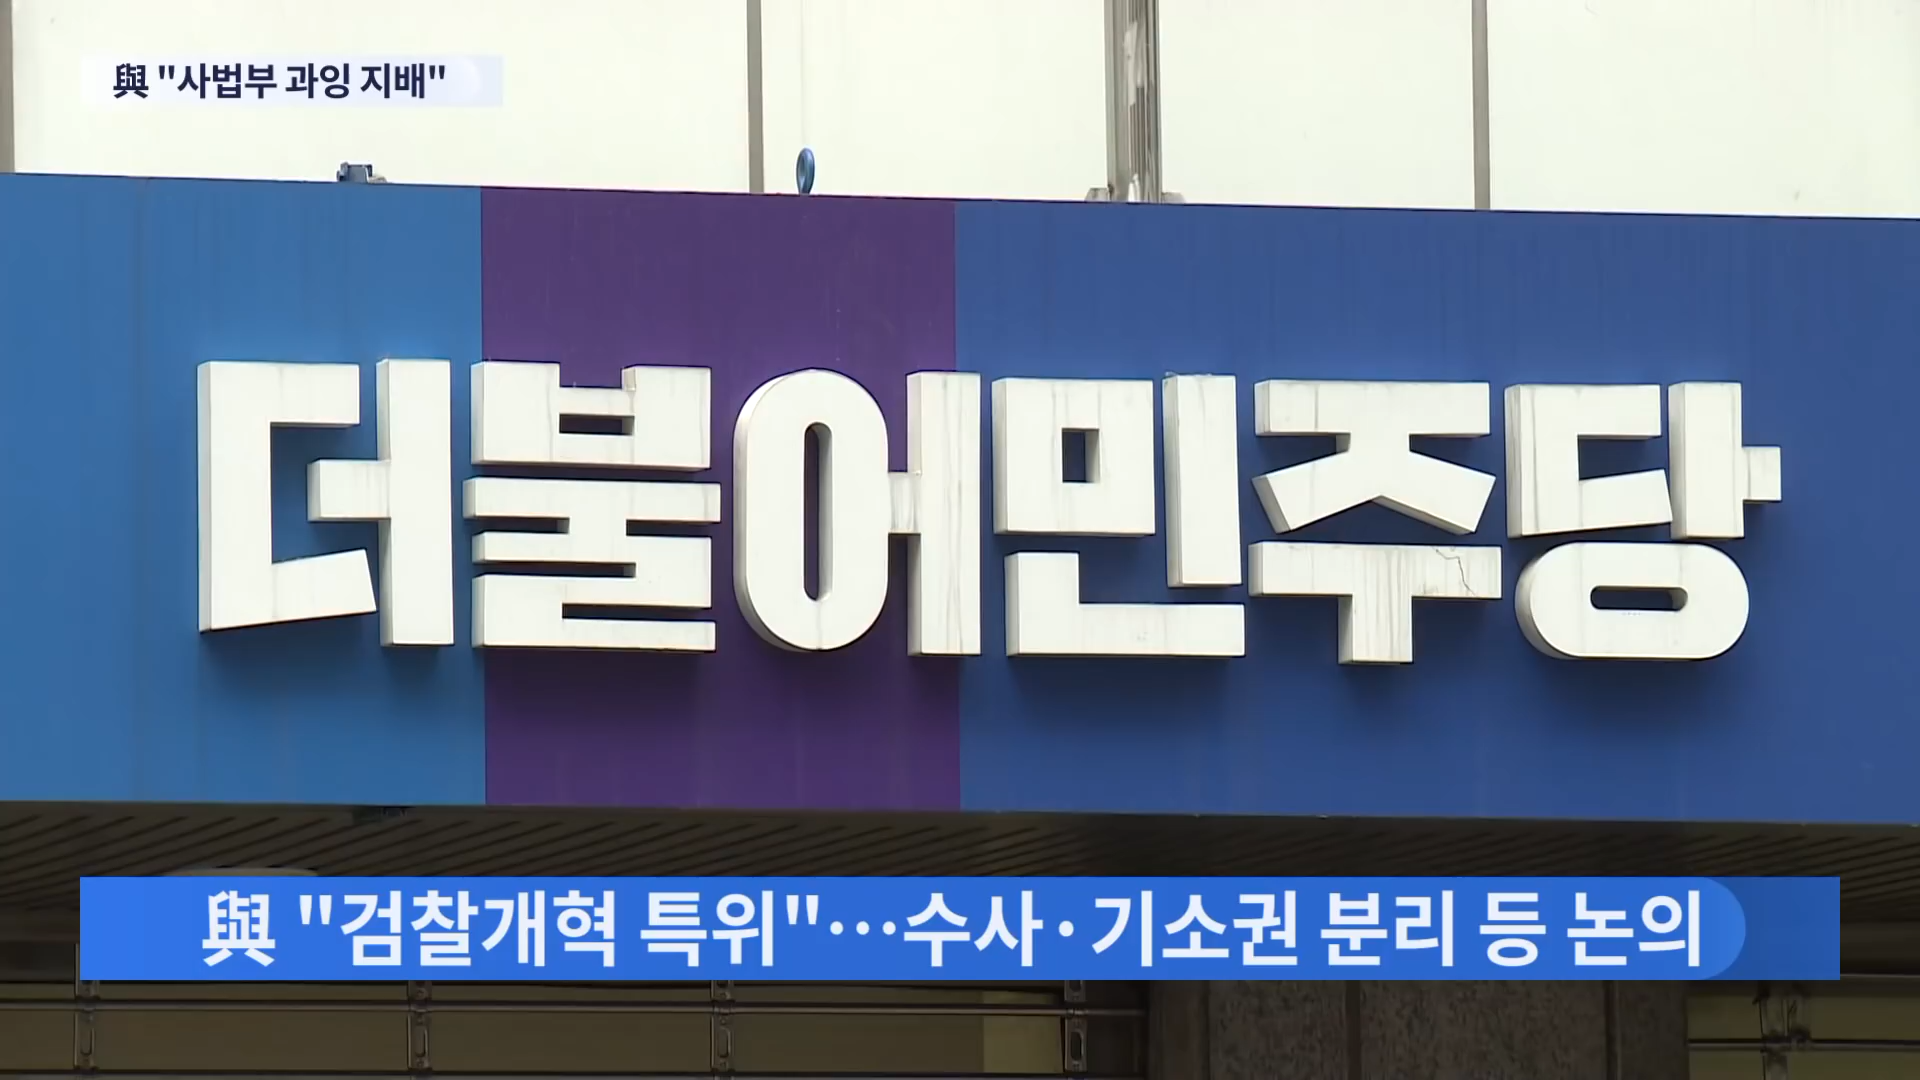 與 "사법부 과잉 지배"
더불어민주당
與 "검찰개혁 특위"…수사·기소권 분리 등 논의